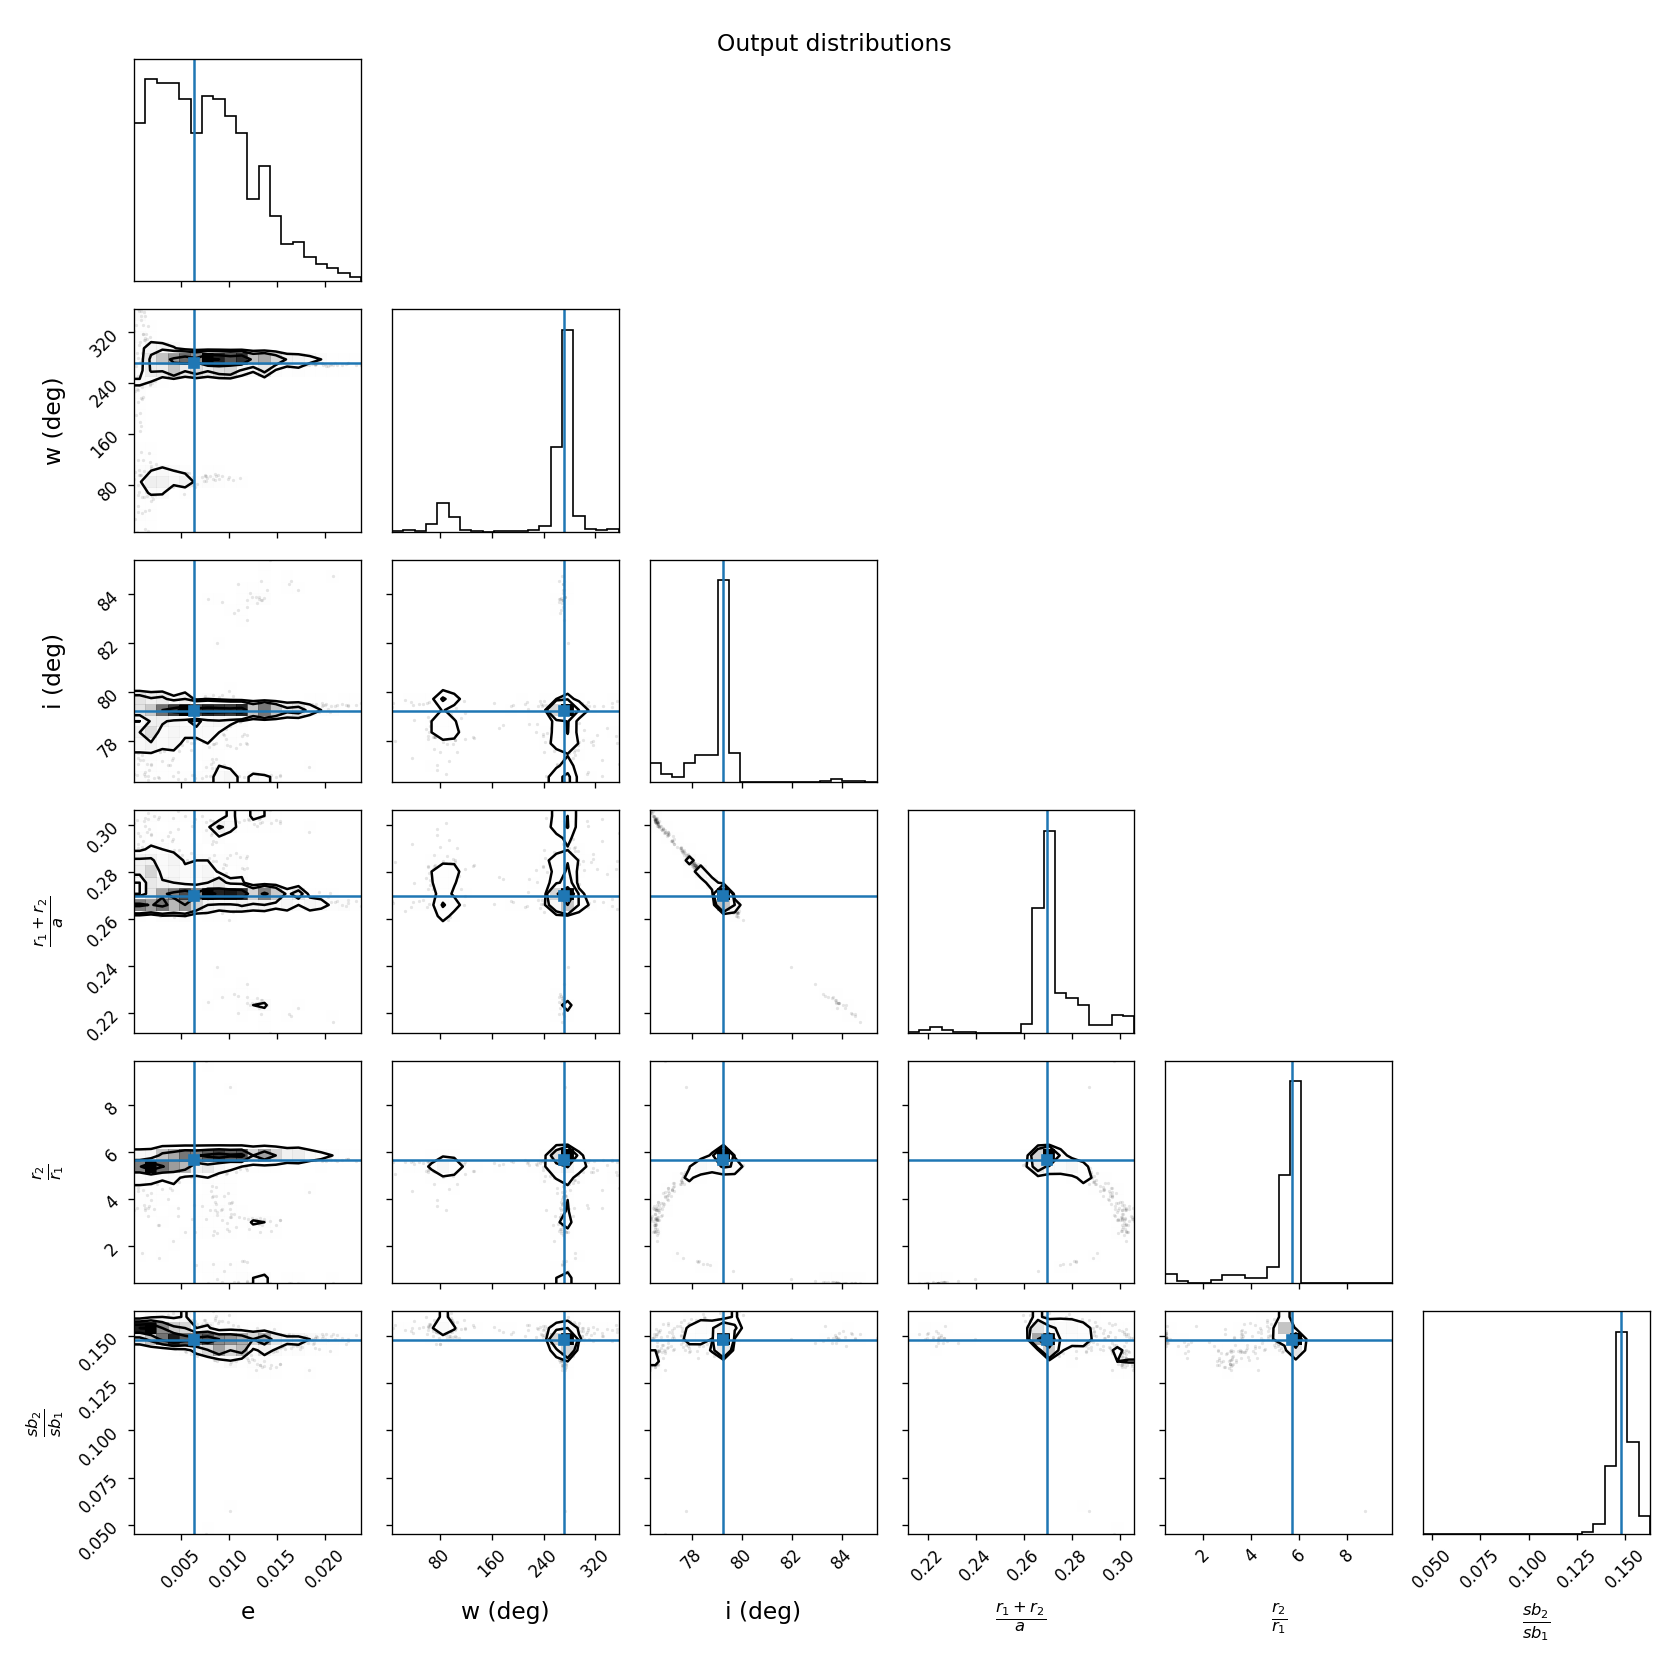 Output distributions
w (deg)
320
240
160
80
i (deg)
84
82
80
78
r₁ + r₂
a
0.30
0.28
0.26
0.24
0.22
r₂
r₁
8
6
4
2
sb₂
sb₁
0.150
0.125
0.100
0.075
0.050
0.005 0.010 0.015 0.020
80 160 240 320
78 80 82 84
0.22 0.24 0.26 0.28 0.30
2 4 6 8
0.050 0.075 0.100 0.125 0.150
e
w (deg)
i (deg)
r₁ + r₂
a
r₂
r₁
sb₂
sb₁